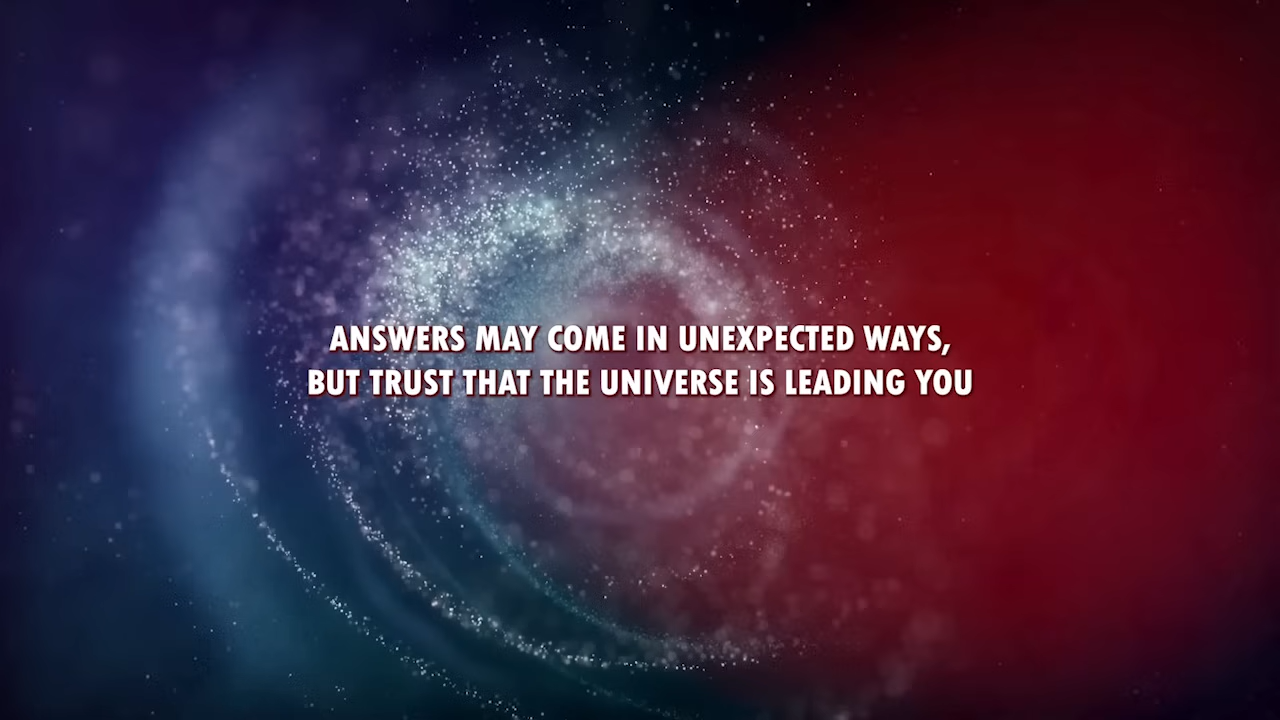 ANSWERS MAY COME IN UNEXPECTED WAYS,
BUT TRUST THAT THE UNIVERSE IS LEADING YOU